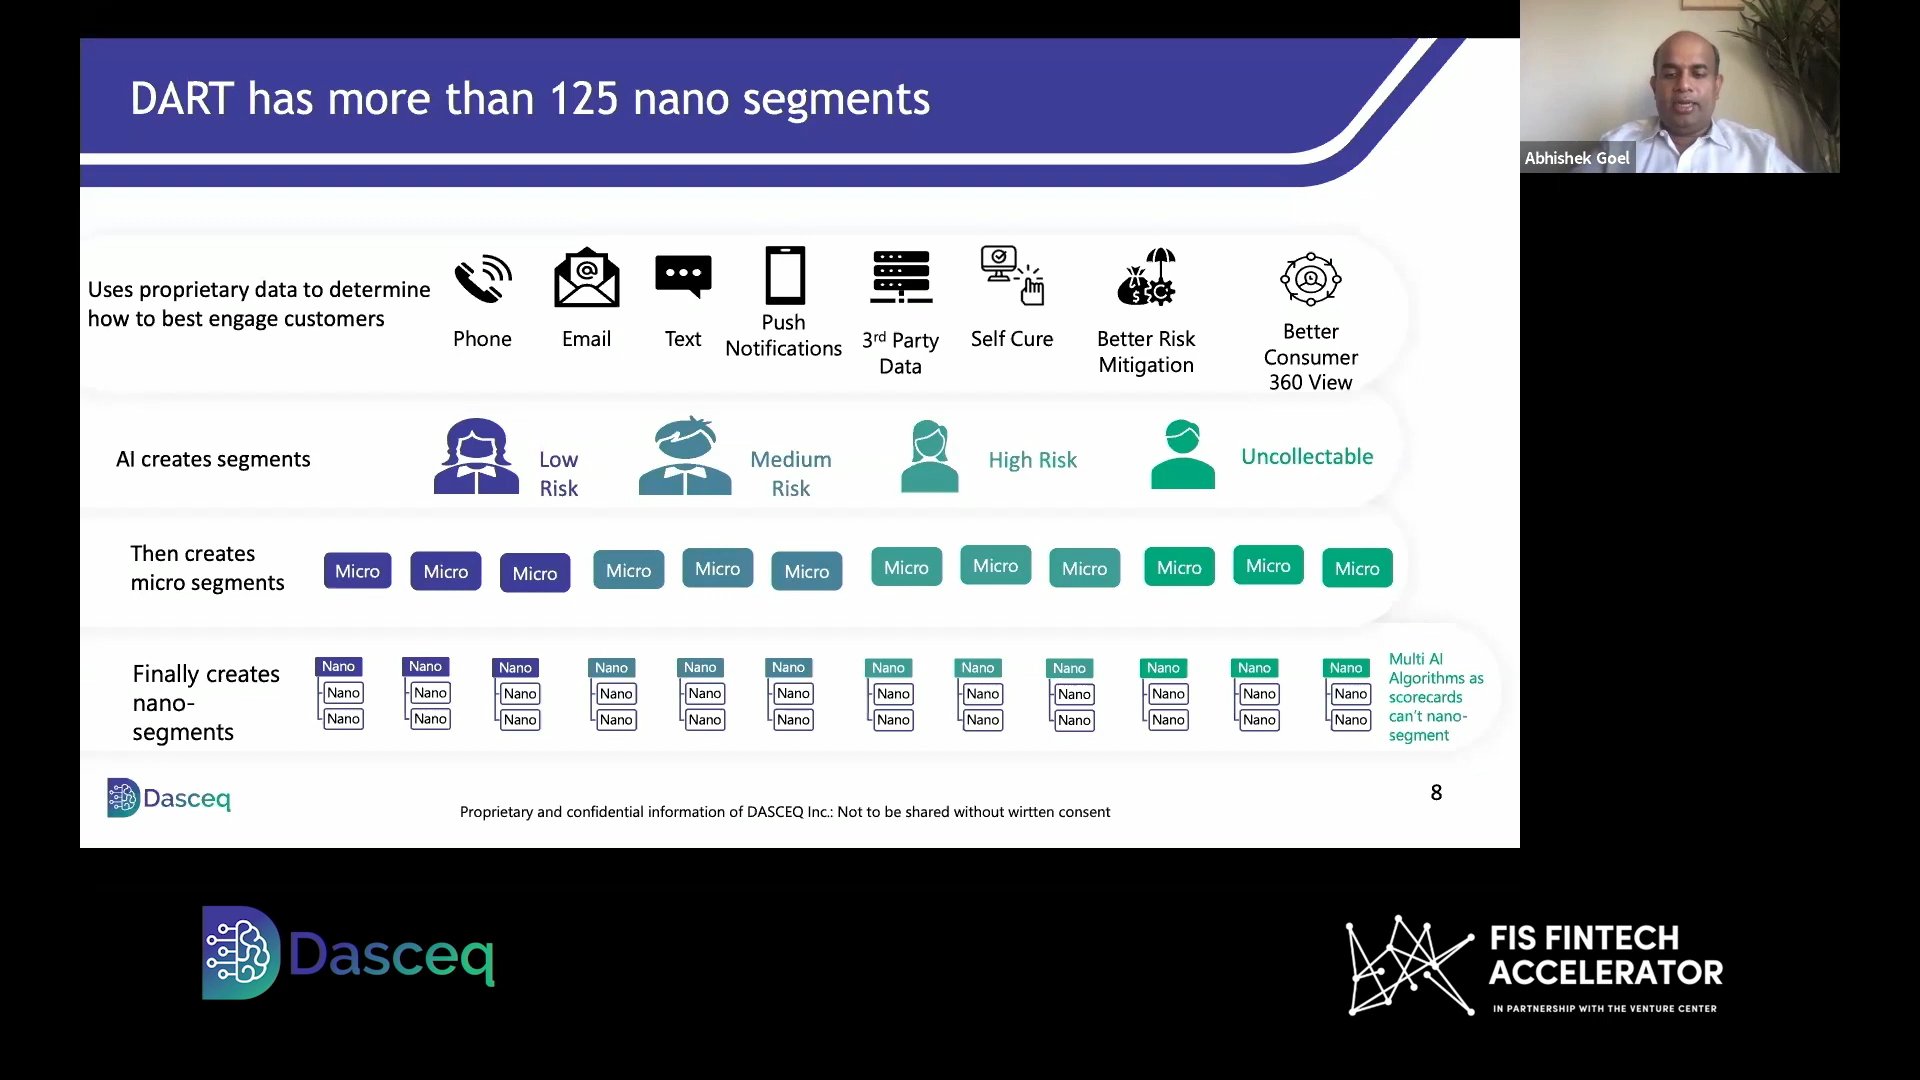 DART has more than 125 nano segments
Abhishek Goel
Uses proprietary data to determine
how to best engage customers
Phone
Email
Text
Push
Notifications
3rd Party
Data
Self Cure
Better Risk
Mitigation
Better
Consumer
360 View
AI creates segments
Low
Risk
Medium
Risk
High Risk
Uncollectable
Then creates
micro segments
Micro Micro Micro Micro Micro Micro Micro Micro Micro Micro Micro Micro
Finally creates
nano-
segments
Nano Nano Nano Nano Nano Nano Nano Nano Nano Nano Nano Nano
Nano Nano Nano Nano Nano Nano Nano Nano Nano Nano Nano Nano
Nano Nano Nano Nano Nano Nano Nano Nano Nano Nano Nano Nano
Multi AI
Algorithms as
scorecards
can't nano-
segment
Dasceq
Proprietary and confidential information of DASCEQ Inc.: Not to be shared without wirtten consent
8
Dasceq
FIS FINTECH
ACCELERATOR
IN PARTNERSHIP WITH THE VENTURE CENTER